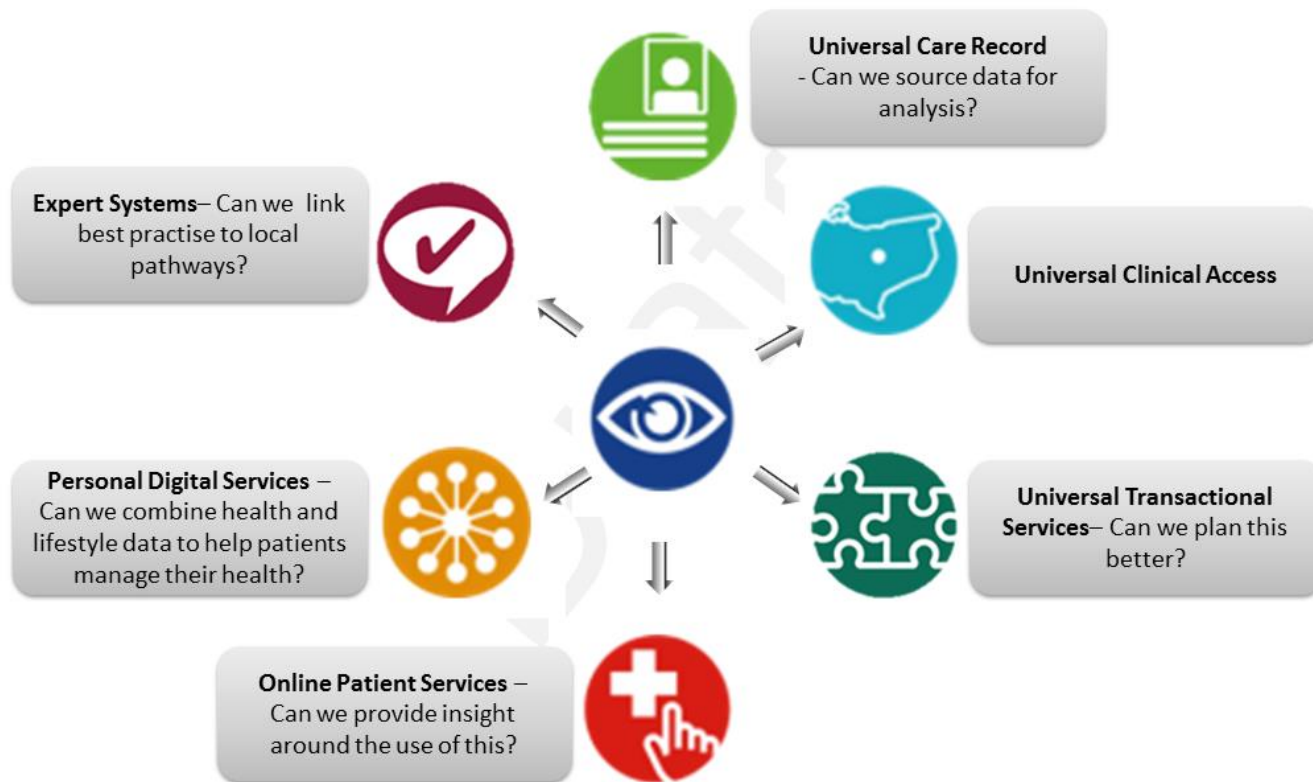 Universal Care Record
- Can we source data for
analysis?
Expert Systems– Can we link
best practise to local
pathways?
Universal Clinical Access
Personal Digital Services –
Can we combine health and
lifestyle data to help patients
manage their health?
Universal Transactional
Services– Can we plan this
better?
Online Patient Services –
Can we provide insight
around the use of this?